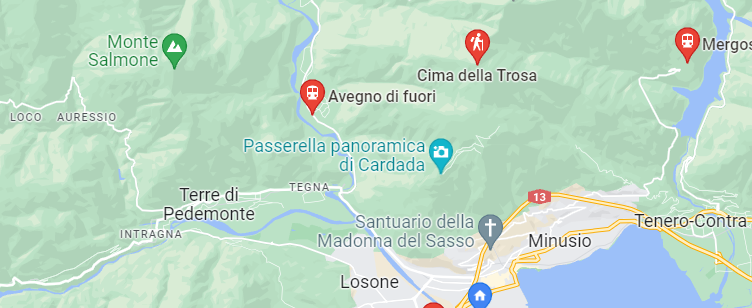 Monte
Salmone
Cima della Trosa
Mergos
Avegno di fuori
LOCO
AURESSIO
Passerella panoramica
di Cardada
TEGNA
Terre di
Pedemonte
13
Santuario della
Madonna del Sasso
Tenero-Contra
INTRAGNA
Minusio
Losone